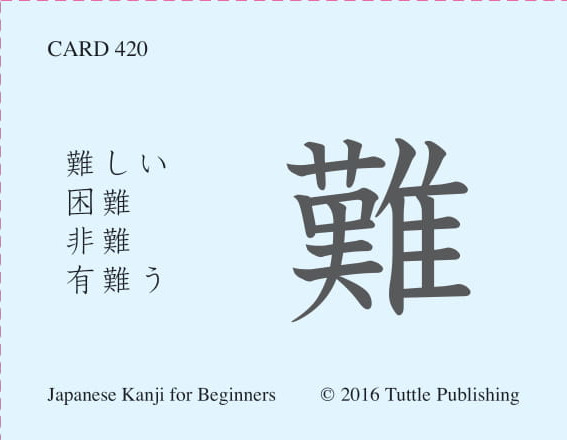 CARD 420
難しい
困難
非難
有難う
難
Japanese Kanji for Beginners
© 2016 Tuttle Publishing